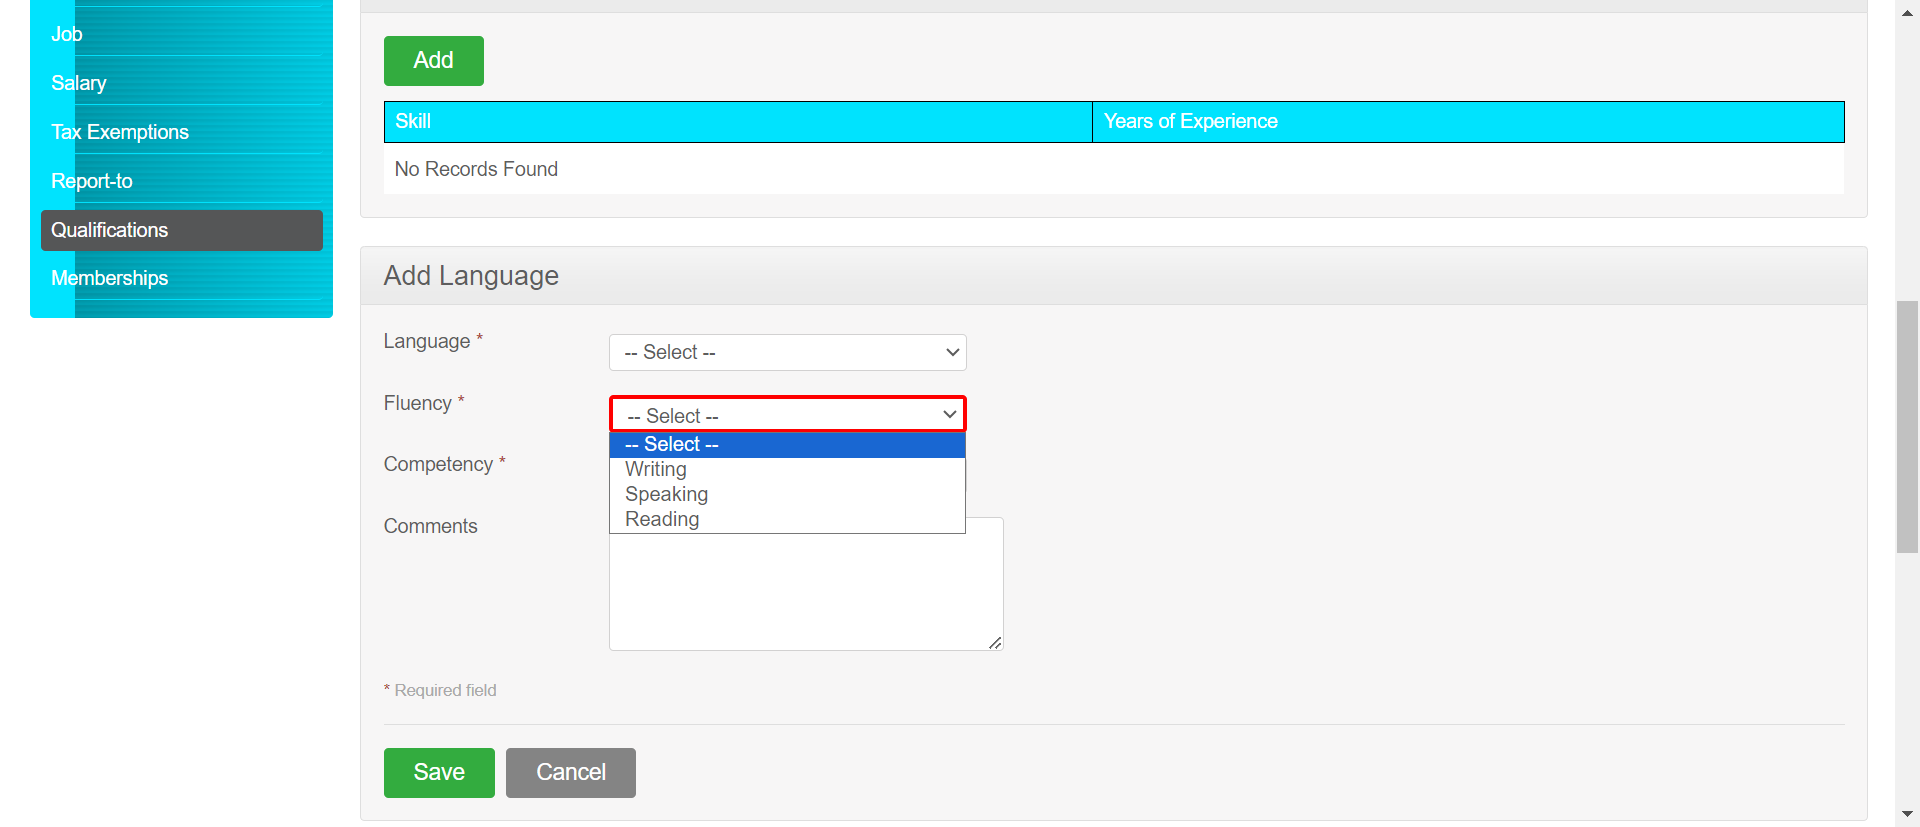 Job
Salary
Tax Exemptions
Report-to
Qualifications
Memberships
Add
Skill Years of Experience
No Records Found
Add Language
Language * -- Select --
Fluency * -- Select --
-- Select --
Competency * Writing
Speaking
Reading
Comments
* Required field
Save Cancel